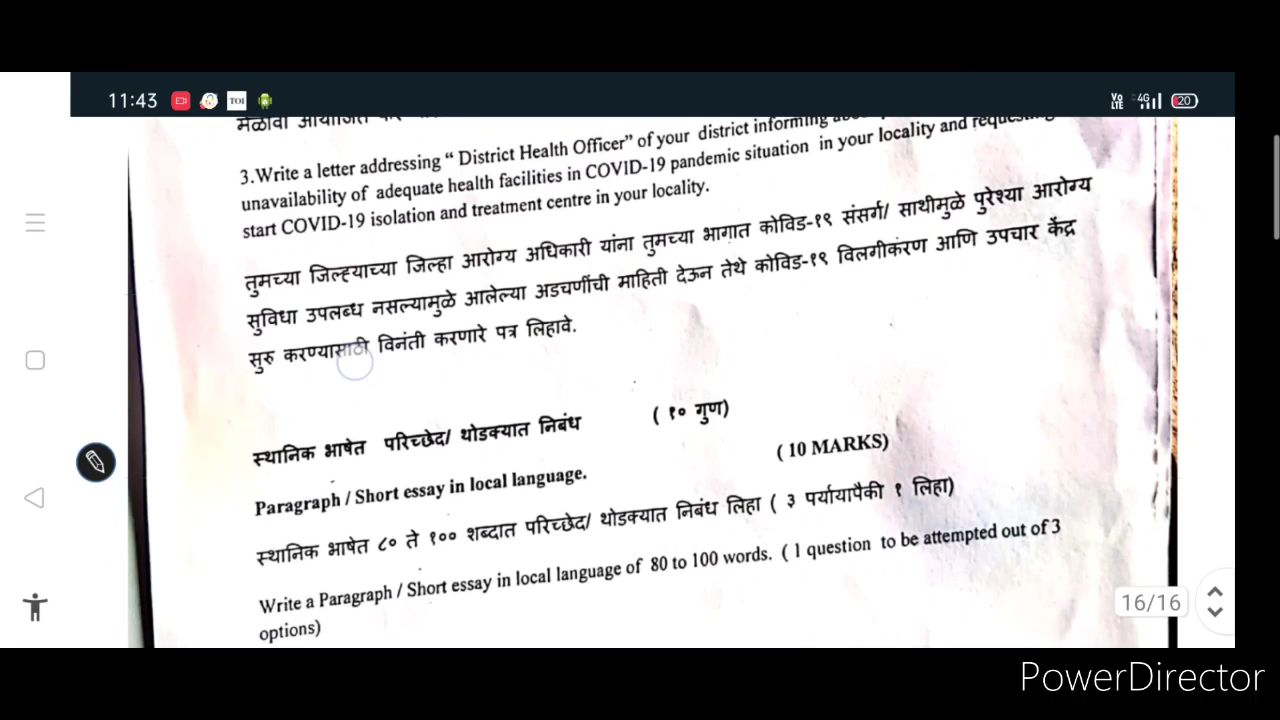 11:43
TOI
Vo
LTE
4G
20
3.Write a letter addressing “ District Health Officer” of your district informing
unavailability of adequate health facilities in COVID-19 pandemic situation in your locality and
start COVID-19 isolation and treatment centre in your locality.
तुमच्या जिल्ह्याच्या जिल्हा आरोग्य अधिकारी यांना तुमच्या भागात कोविड-१९ संसर्ग/ साथीमुळे पुरेश्या आरोग्य
सुविधा उपलब्ध नसल्यामुळे आलेल्या अडचणींची माहिती देऊन तेथे कोविड-१९ विलगीकरण आणि उपचार केंद्र
सुरु करण्यासाठी विनंती करणारे पत्र लिहावे.
स्थानिक भाषेत परिच्छेद/ थोडक्यात निबंध ( १० गुण)
Paragraph / Short essay in local language. ( 10 MARKS)
स्थानिक भाषेत ८० ते १०० शब्दात परिच्छेद/ थोडक्यात निबंध लिहा ( ३ पर्यायापैकी १ लिहा)
Write a Paragraph / Short essay in local language of 80 to 100 words. ( 1 question to be attempted out of 3
options)
16/16
PowerDirector